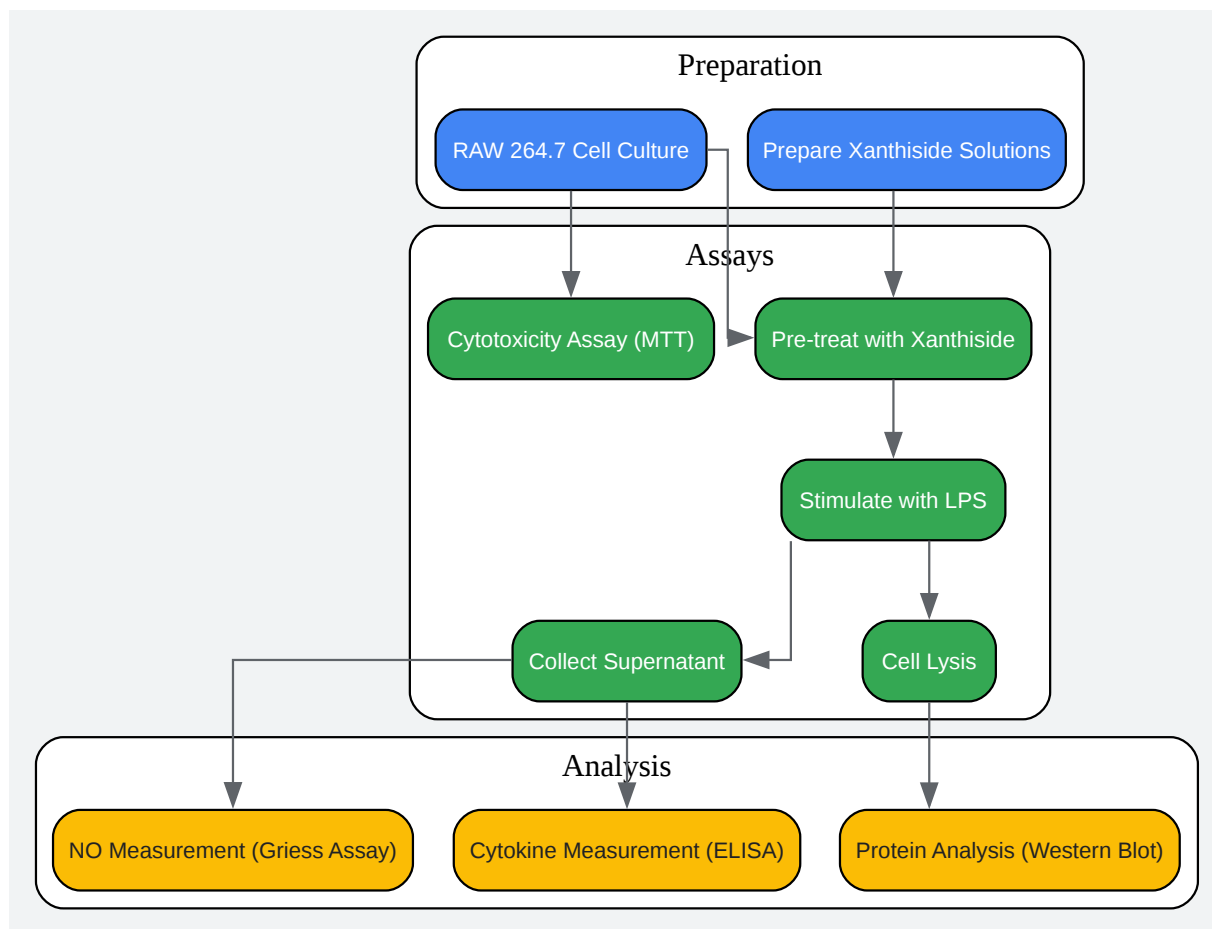 Preparation
RAW 264.7 Cell Culture
Prepare Xanthiside Solutions
Assays
Cytotoxicity Assay (MTT)
Pre-treat with Xanthiside
Stimulate with LPS
Collect Supernatant
Cell Lysis
Analysis
NO Measurement (Griess Assay)
Cytokine Measurement (ELISA)
Protein Analysis (Western Blot)